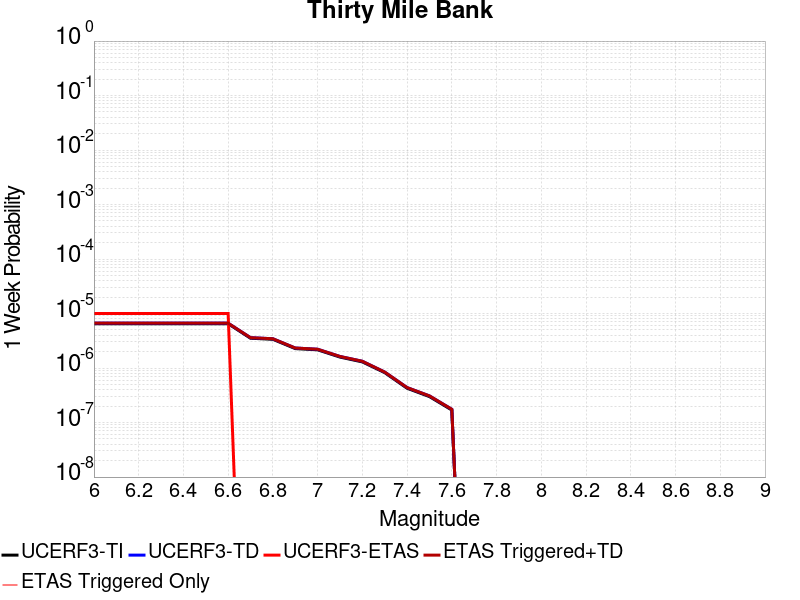 Thirty Mile Bank
10^0
10^-1
10^-2
10^-3
10^-4
10^-5
10^-6
10^-7
10^-8
1 Week Probability
6 6.2 6.4 6.6 6.8 7 7.2 7.4 7.6 7.8 8 8.2 8.4 8.6 8.8 9
Magnitude
UCERF3-TI UCERF3-TD UCERF3-ETAS ETAS Triggered+TD
ETAS Triggered Only